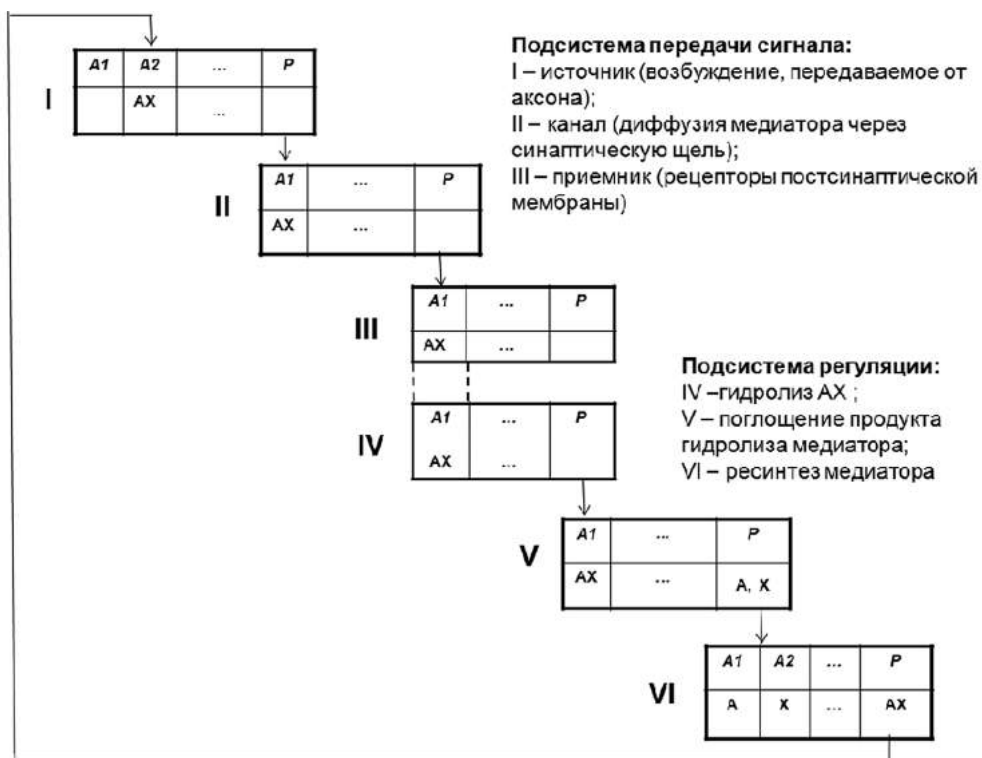 A1 A2 ... P
I
AX ...
Подсистема передачи сигнала:
I – источник (возбуждение, передаваемое от
аксона);
II – канал (диффузия медиатора через
синаптическую щель);
III – приемник (рецепторы постсинаптической
мембраны)
A1 ... P
II
AX ...
A1 ... P
III
AX ...
Подсистема регуляции:
IV –гидролиз АХ ;
V – поглощение продукта
гидролиза медиатора;
VI – ресинтез медиатора
A1 ... P
IV
AX ...
A1 ... P
V
AX ... A, X
A1 A2 ... P
VI
A X ... AX